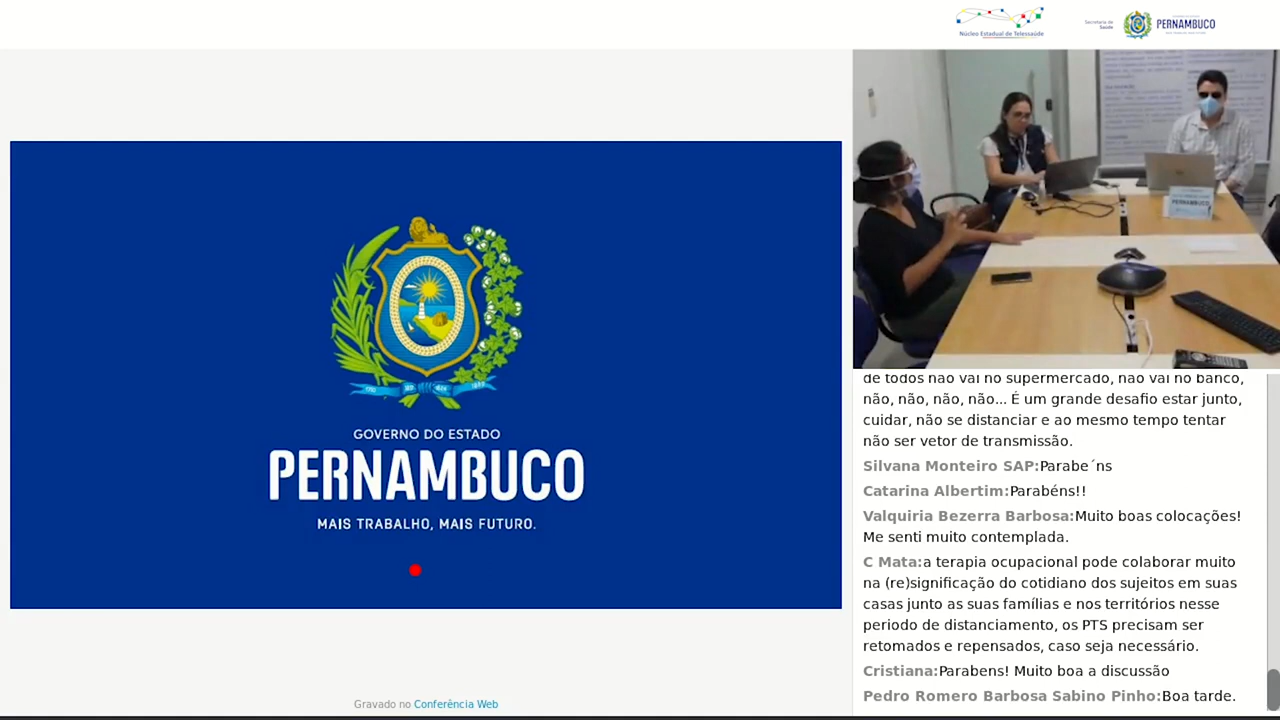 Núcleo Estadual de Telessaúde
Secretaria de
Saúde
PERNAMBUCO
PERNAMBUCO
GOVERNO DO ESTADO
PERNAMBUCO
MAIS TRABALHO, MAIS FUTURO.
Gravado no Conferência Web
de todos não vai no supermercado, não vai no banco,
não, não, não, não... É um grande desafio estar junto,
cuidar, não se distanciar e ao mesmo tempo tentar
não ser vetor de transmissão.
Silvana Monteiro SAP:Parabe´ns
Catarina Albertim:Parabéns!!
Valquiria Bezerra Barbosa:Muito boas colocações!
Me senti muito contemplada.
C Mata:a terapia ocupacional pode colaborar muito
na (re)significação do cotidiano dos sujeitos em suas
casas junto as suas famílias e nos territórios nesse
periodo de distanciamento, os PTS precisam ser
retomados e repensados, caso seja necessário.
Cristiana:Parabens! Muito boa a discussão
Pedro Romero Barbosa Sabino Pinho:Boa tarde.